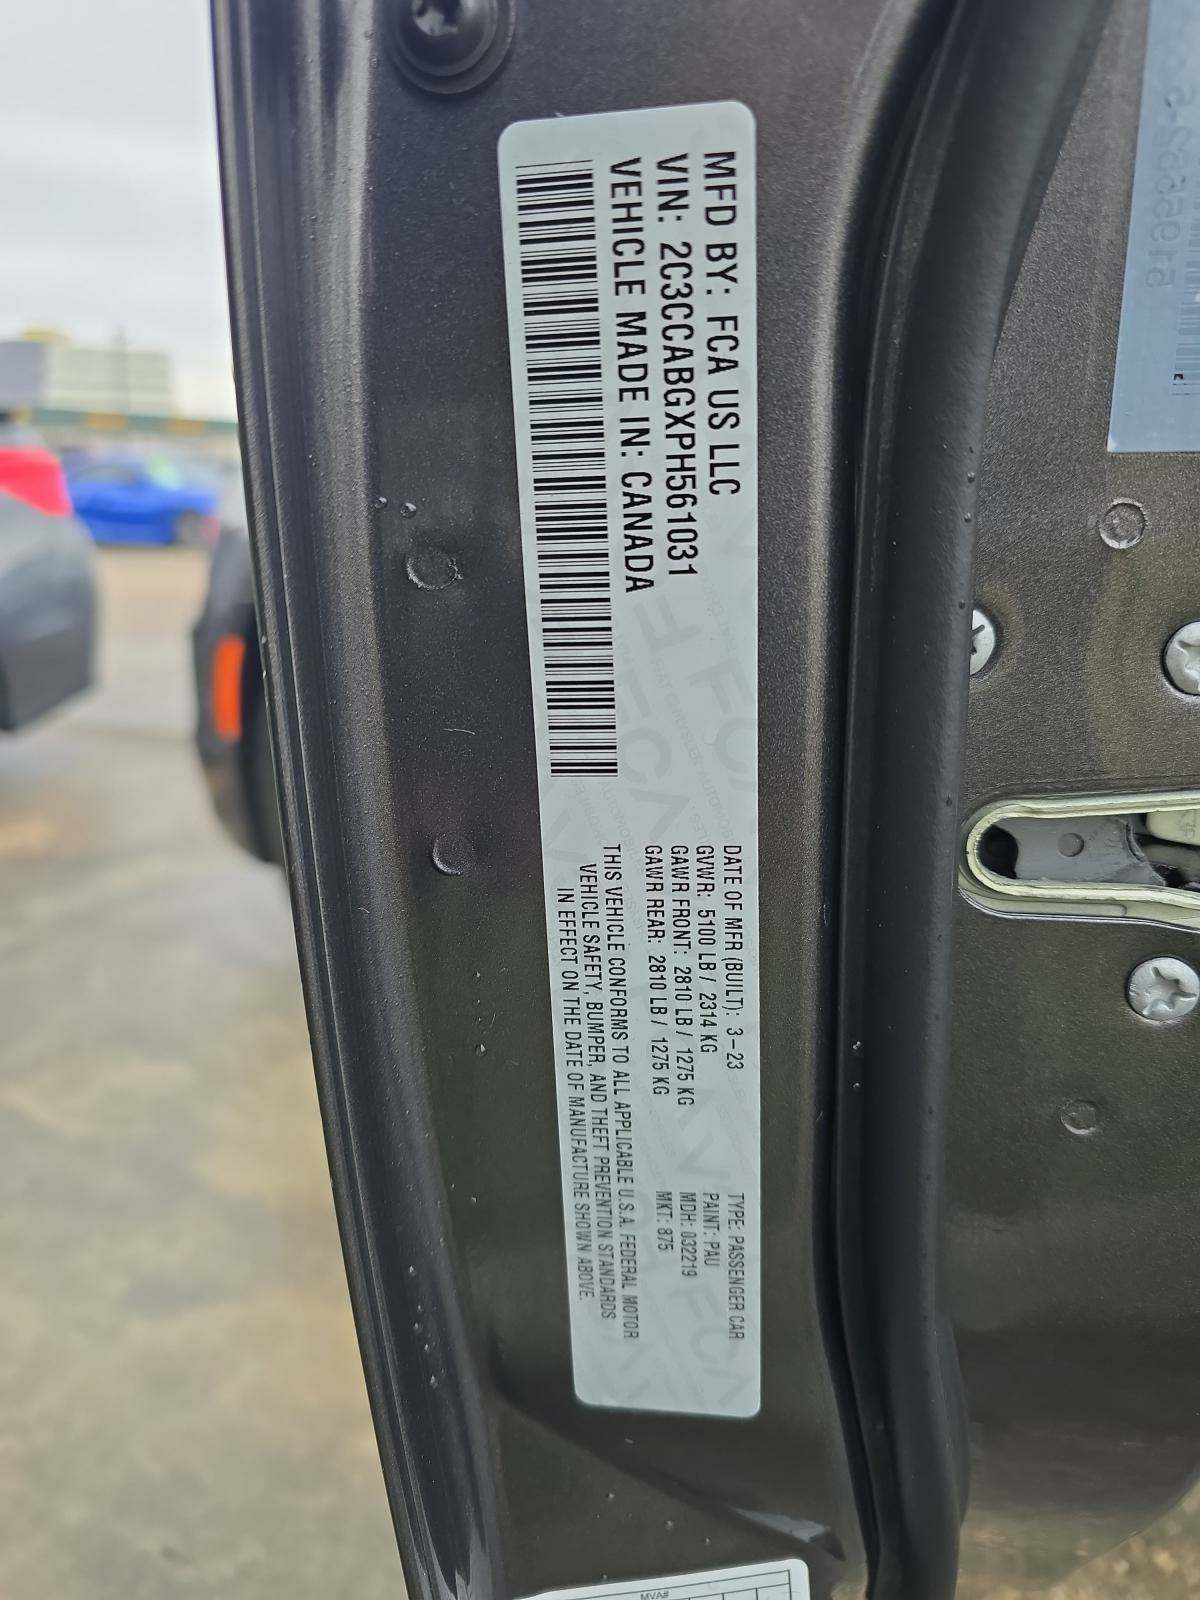 MFD BY: FCA US LLC
VIN: 2C3CCABGXPH561031
VEHICLE MADE IN: CANADA
DATE OF MFR (BUILT): 3-23
GVWR: 5100 LB / 2314 KG
GAWR FRONT: 2810 LB / 1275 KG
GAWR REAR: 2810 LB / 1275 KG
THIS VEHICLE CONFORMS TO ALL APPLICABLE U.S.A. FEDERAL MOTOR
VEHICLE SAFETY, BUMPER, AND THEFT PREVENTION STANDARDS
IN EFFECT ON THE DATE OF MANUFACTURE SHOWN ABOVE.
TYPE: PASSENGER CAR
PAINT: PAU
MDH: 032219
MKT: 875
MVA#